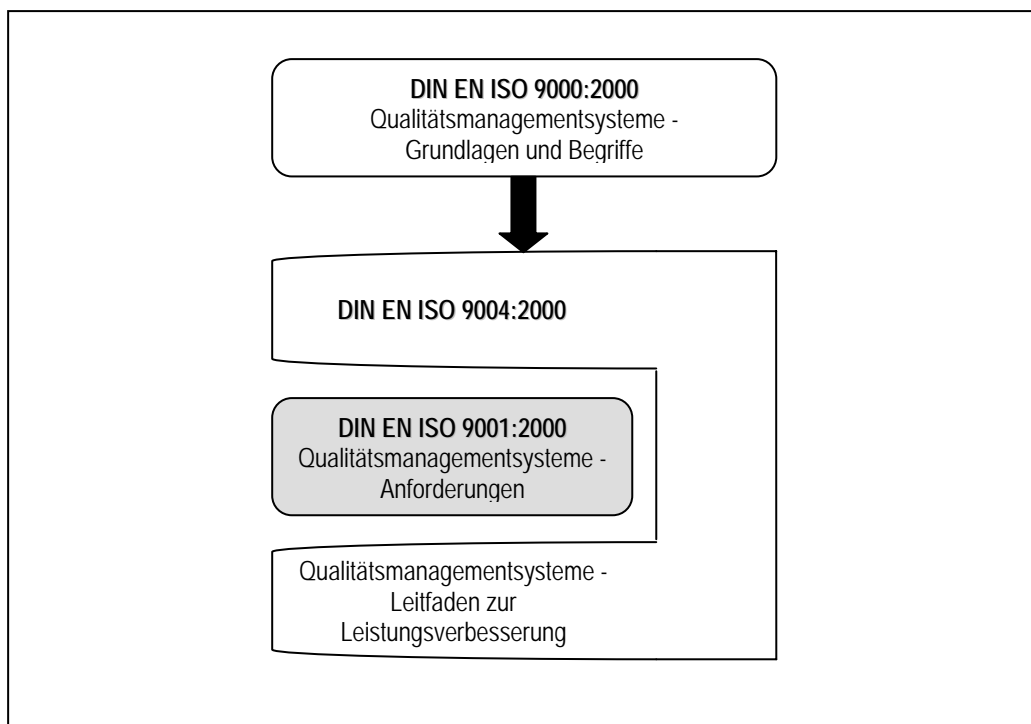 DIN EN ISO 9000:2000
Qualitätsmanagementsysteme -
Grundlagen und Begriffe
DIN EN ISO 9004:2000
DIN EN ISO 9001:2000
Qualitätsmanagementsysteme -
Anforderungen
Qualitätsmanagementsysteme -
Leitfaden zur
Leistungsverbesserung